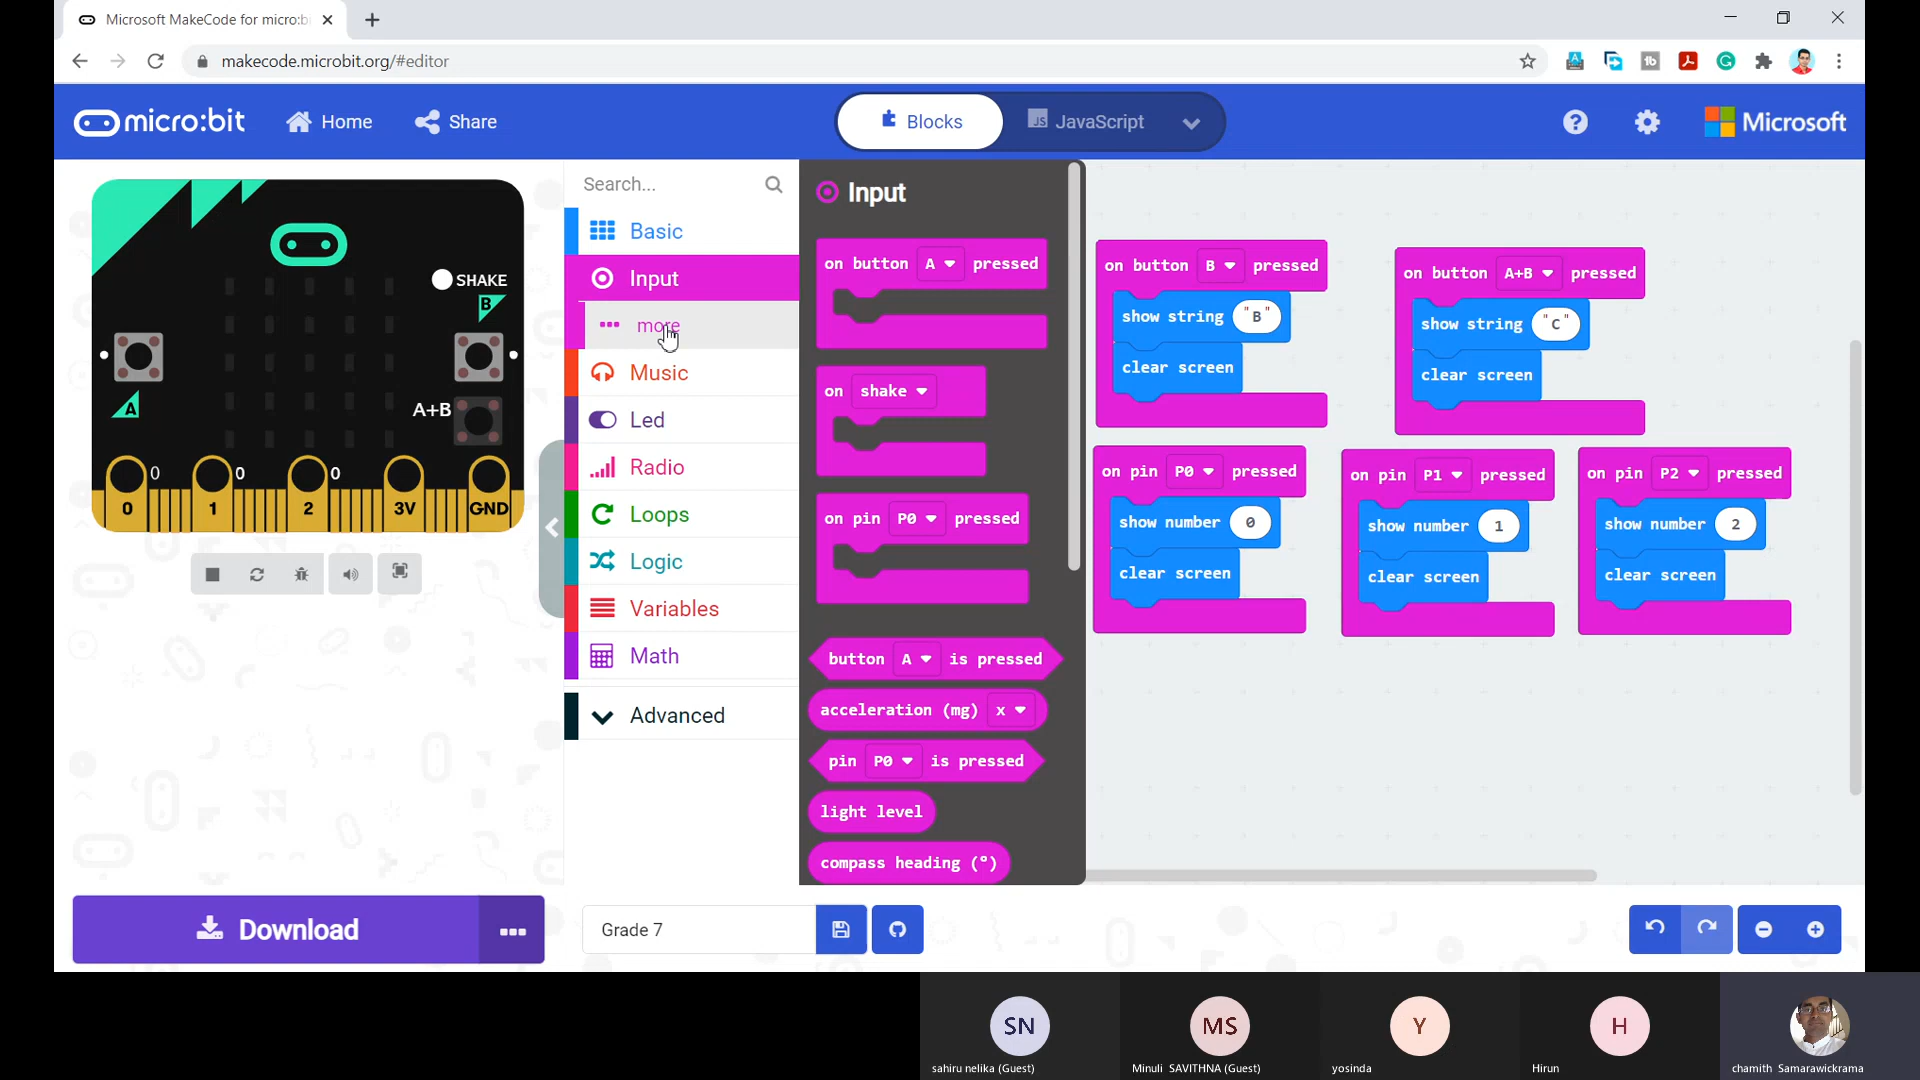 Microsoft MakeCode for micro:bi
makecode.microbit.org/#editor
micro:bit
Home
Share
Blocks
JS JavaScript
?
Microsoft
SHAKE
B
A
A+B
0 0 0
0 1 2 3V GND
Download
Search...
Basic
Input
more
Music
Led
Radio
Loops
Logic
Variables
Math
Advanced
Input
on button A pressed
on shake
on pin P0 pressed
button A is pressed
acceleration (mg) x
pin P0 is pressed
light level
compass heading (°)
on button B pressed
show string "B"
clear screen
on button A+B pressed
show string "C"
clear screen
on pin P0 pressed
show number 0
clear screen
on pin P1 pressed
show number 1
clear screen
on pin P2 pressed
show number 2
clear screen
Grade 7
SN
sahiru nelika (Guest)
MS
Minuli SAVITHNA (Guest)
Y
yosinda
H
Hirun
chamith Samarawickrama